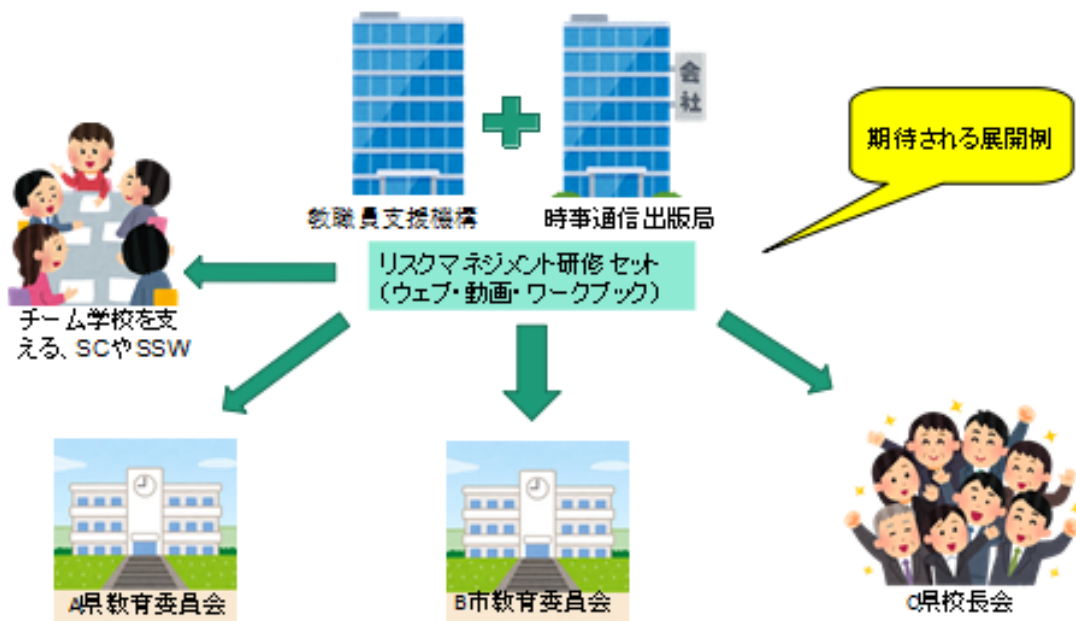 会
社
期待される展開例
教職員支援機構
時事通信出版局
リスクマネジメント研修セット
（ウェブ・動画・ワークブック）
チーム学校を支
える、SCやSSW
A県教育委員会
B市教育委員会
C県校長会